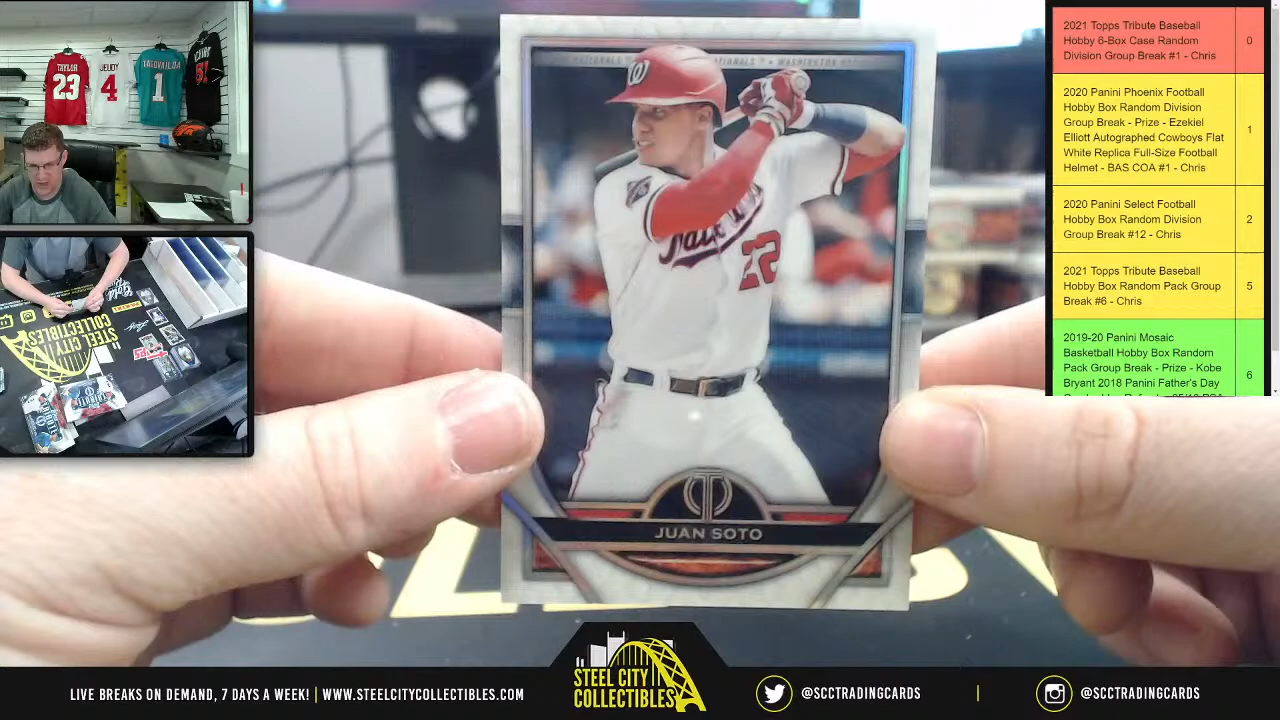 TAYLOR
23
JEUDY
4
TAGOVAILOA
1
2021 Topps Tribute Baseball
Hobby 6-Box Case Random
Division Group Break #1 - Chris
0
2020 Panini Phoenix Football
Hobby Box Random Division
Group Break - Prize - Ezekiel
Elliott Autographed Cowboys Flat
White Replica Full-Size Football
Helmet - BAS COA #1 - Chris
1
2020 Panini Select Football
Hobby Box Random Division
Group Break #12 - Chris
2
2021 Topps Tribute Baseball
Hobby Box Random Pack Group
Break #6 - Chris
5
2019-20 Panini Mosaic
Basketball Hobby Box Random
Pack Group Break - Prize - Kobe
Bryant 2018 Panini Father's Day
6
W
22
JUAN SOTO
STEEL CITY
COLLECTIBLES
LIVE BREAKS ON DEMAND, 7 DAYS A WEEK! | WWW.STEELCITYCOLLECTIBLES.COM
STEEL CITY
COLLECTIBLES
@SCCTRADINGCARDS
|
@SCCTRADINGCARDS